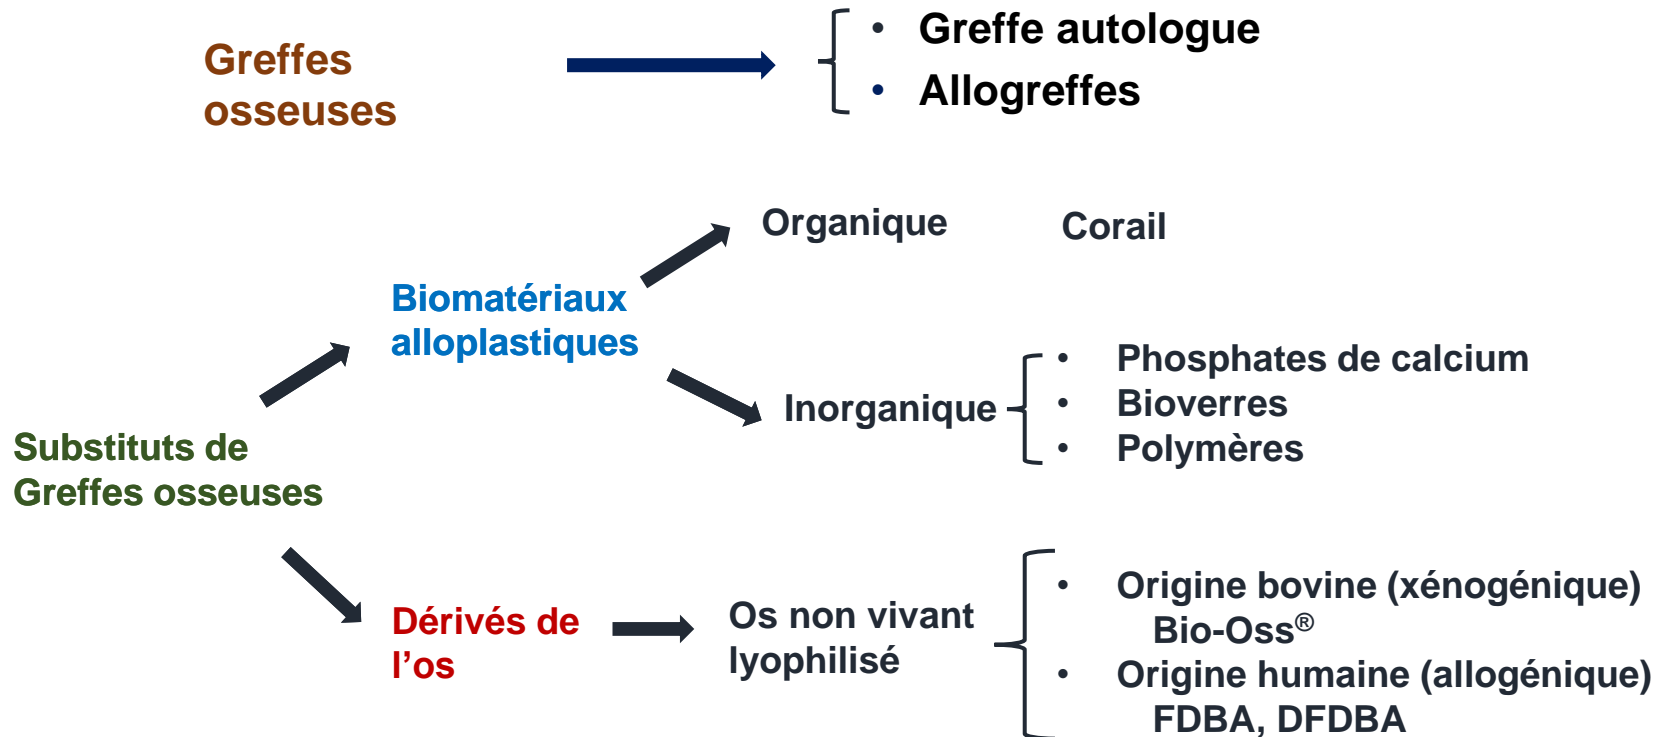 Greffes
osseuses
• Greffe autologue
• Allogreffes
Organique
Corail
Biomatériaux
alloplastiques
Inorganique
• Phosphates de calcium
• Bioverres
• Polymères
Substituts de
Greffes osseuses
Dérivés de
l’os
Os non vivant
lyophilisé
• Origine bovine (xénogénique)
Bio-Oss®
• Origine humaine (allogénique)
FDBA, DFDBA